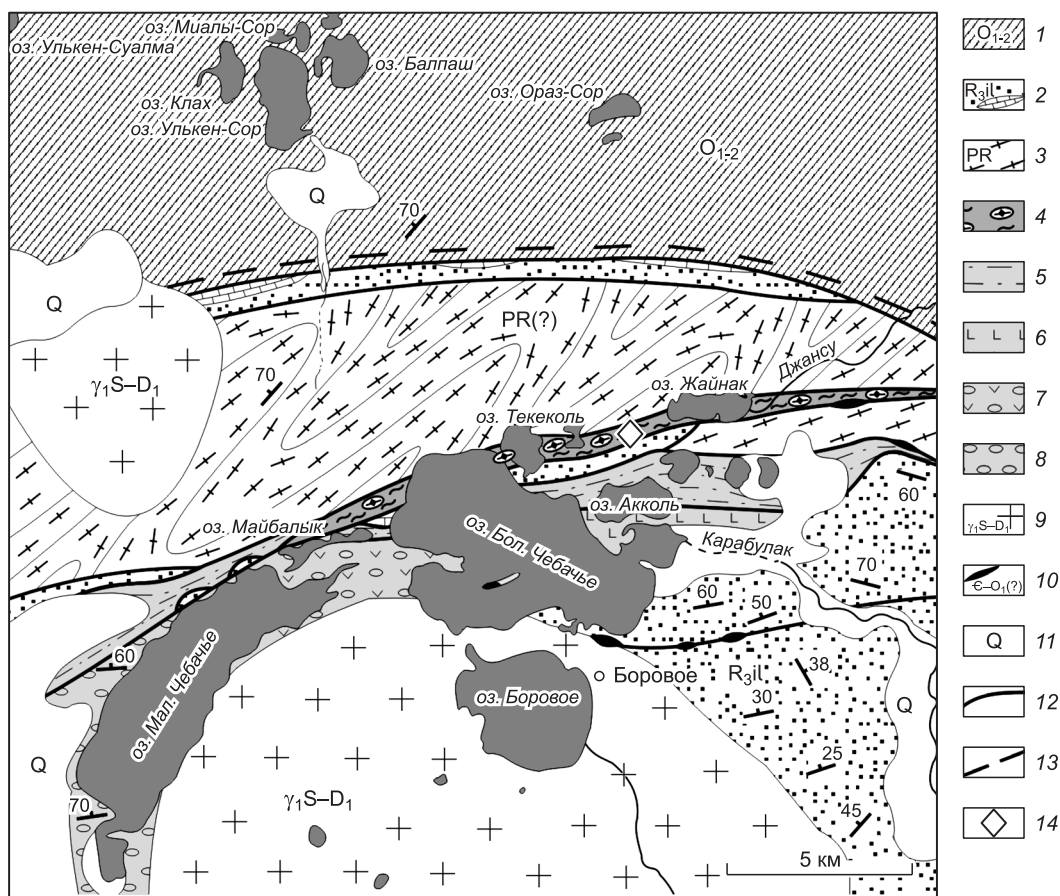 оз. Миалы-Сор
оз. Улькен-Суалма
оз. Балпаш
оз. Клах
оз. Ораз-Сор
оз. Улькен-Сор
O₁₋₂
Q
70
Q
PR(?)
Джансу
γ₁S–D₁
70
оз. Жайнак
оз. Текеколь
60
оз. Акколь
оз. Майбалык
оз. Бол. Чебачье
Карабулак
70
60
50
60
38
R₃il
Боровое
оз. Мал. Чебачье
оз. Боровое
30
Q
Q
25
γ₁S–D₁
70
45
5 км
O₁₋₂ 1
R₃il 2
PR 3
4
5
6
7
8
γ₁S–D₁ 9
Є–O₁(?) 10
Q 11
12
13
14